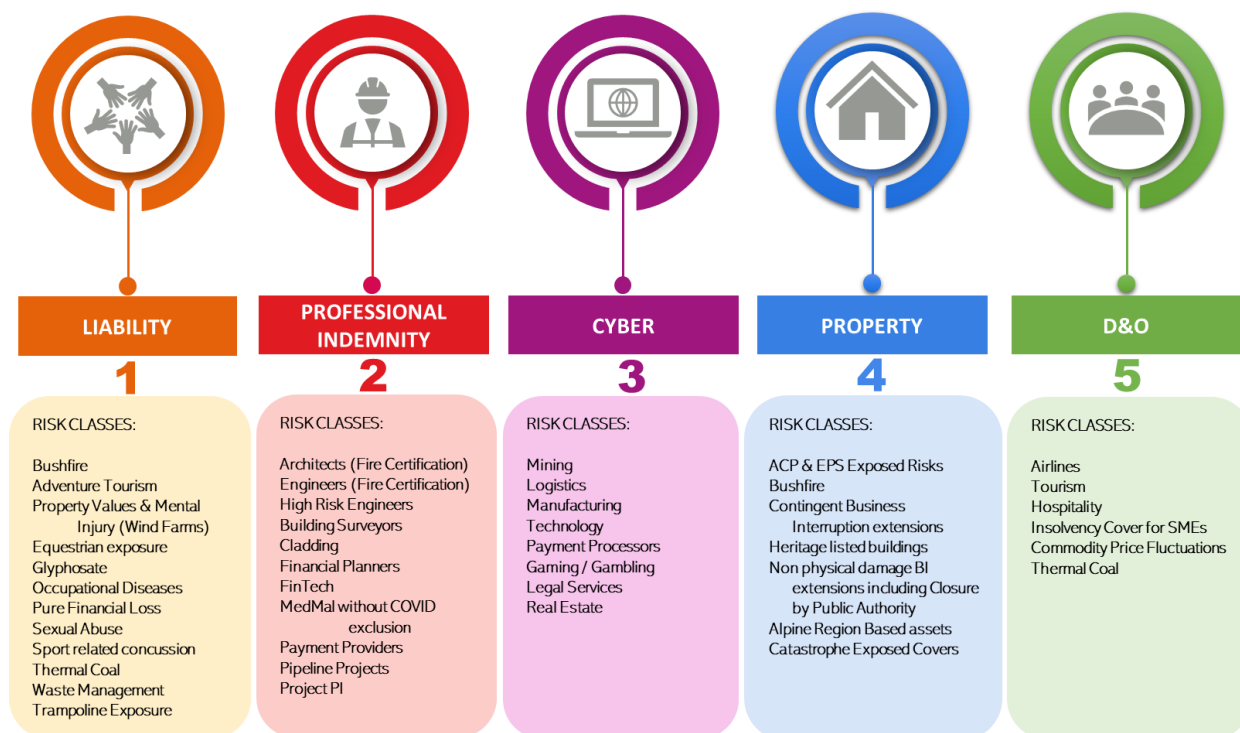 LIABILITY
1
RISK CLASSES:
Bushfire
Adventure Tourism
Property Values & Mental
Injury (Wind Farms)
Equestrian exposure
Glyphosate
Occupational Diseases
Pure Financial Loss
Sexual Abuse
Sport related concussion
Thermal Coal
Waste Management
Trampoline Exposure
PROFESSIONAL
INDEMNITY
2
RISK CLASSES:
Architects (Fire Certification)
Engineers (Fire Certification)
High Risk Engineers
Building Surveyors
Cladding
Financial Planners
FinTech
MedMal without COVID
exclusion
Payment Providers
Pipeline Projects
Project PI
CYBER
3
RISK CLASSES:
Mining
Logistics
Manufacturing
Technology
Payment Processors
Gaming / Gambling
Legal Services
Real Estate
PROPERTY
4
RISK CLASSES:
ACP & EPS Exposed Risks
Bushfire
Contingent Business
Interruption extensions
Heritage listed buildings
Non physical damage BI
extensions including Closure
by Public Authority
Alpine Region Based assets
Catastrophe Exposed Covers
D&O
5
RISK CLASSES:
Airlines
Tourism
Hospitality
Insolvency Cover for SMEs
Commodity Price Fluctuations
Thermal Coal